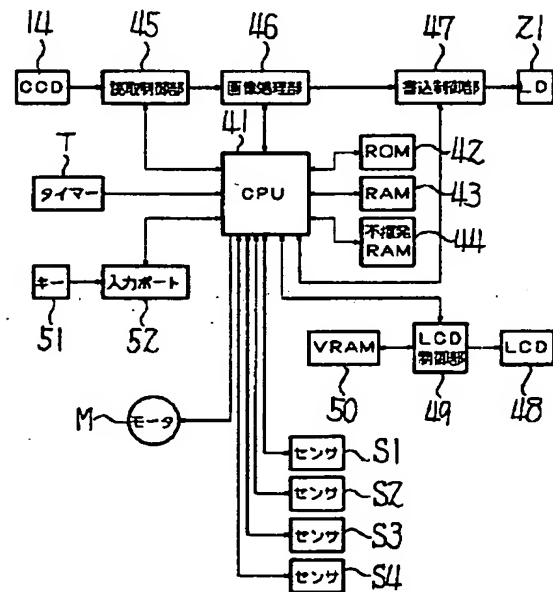 14 45 46 47 21
CCD 読取制御部 画像処理部 書込制御部 LD
41
T
タイマー CPU ROM 42
RAM 43
不揮発
RAM 44
キー 入力ポート
51 52
VRAM LCD
制御部 LCD
50 49 48
M モータ
センサ S1
センサ S2
センサ S3
センサ S4